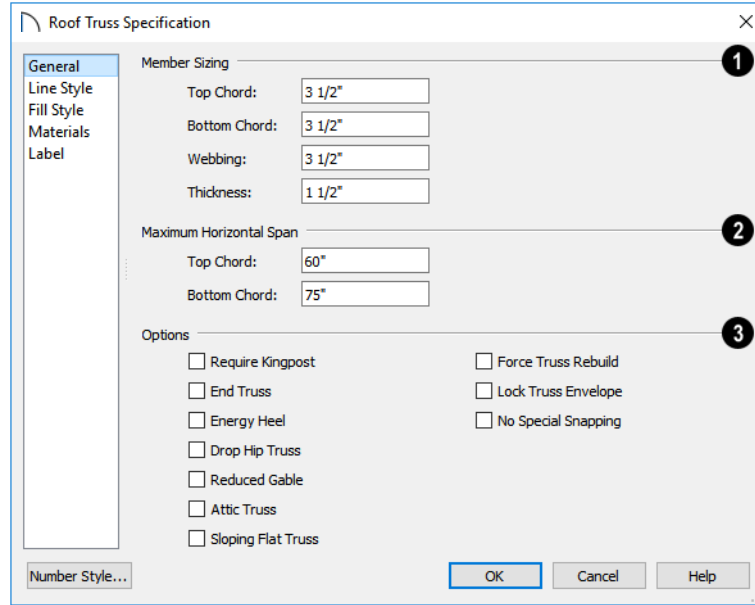 Roof Truss Specification
General
Line Style
Fill Style
Materials
Label
Member Sizing
1
Top Chord: 3 1/2"
Bottom Chord: 3 1/2"
Webbing: 3 1/2"
Thickness: 1 1/2"
Maximum Horizontal Span
2
Top Chord: 60"
Bottom Chord: 75"
Options
3
Require Kingpost
End Truss
Energy Heel
Drop Hip Truss
Reduced Gable
Attic Truss
Sloping Flat Truss
Force Truss Rebuild
Lock Truss Envelope
No Special Snapping
Number Style...
OK
Cancel
Help